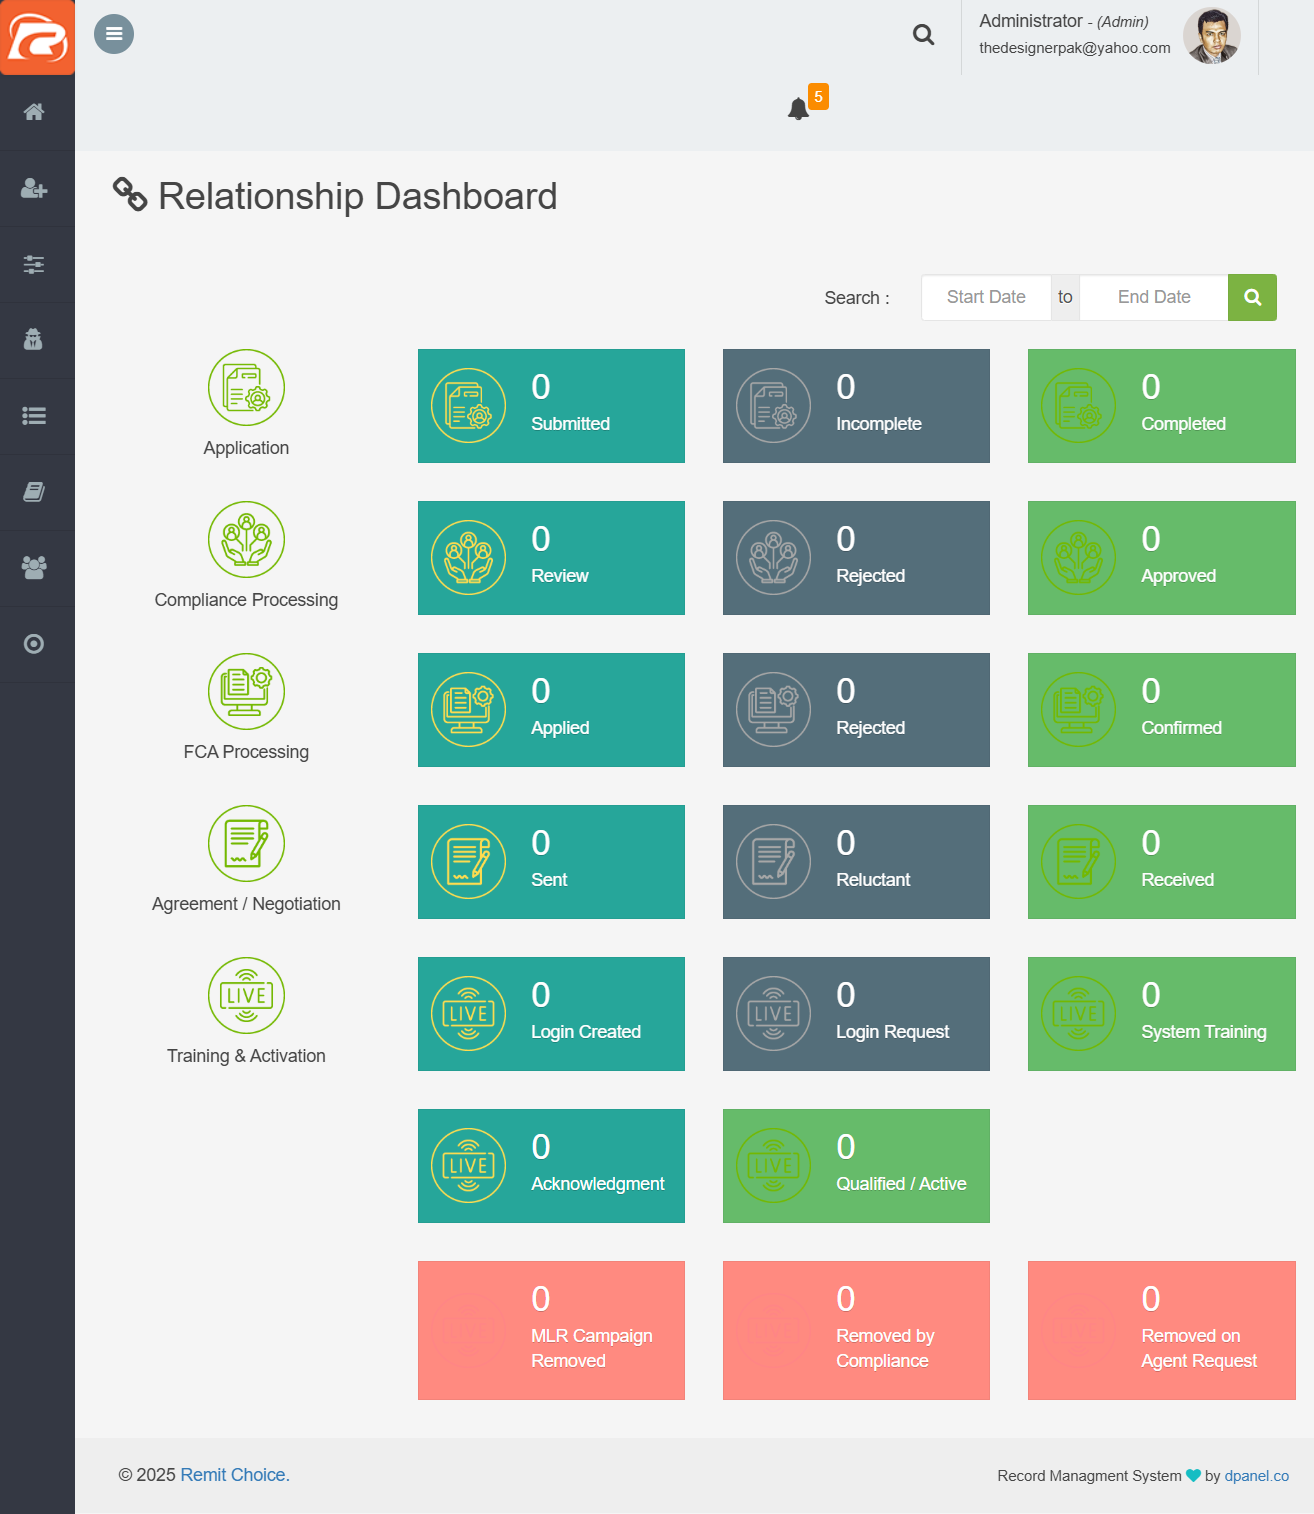 Administrator - (Admin)
thedesignerpak@yahoo.com
5
Relationship Dashboard
Search :
Start Date
to
End Date
Application
0
Submitted
0
Incomplete
0
Completed
Compliance Processing
0
Review
0
Rejected
0
Approved
FCA Processing
0
Applied
0
Rejected
0
Confirmed
Agreement / Negotiation
0
Sent
0
Reluctant
0
Received
LIVE
Training & Activation
LIVE
0
Login Created
LIVE
0
Login Request
LIVE
0
System Training
LIVE
0
Acknowledgment
LIVE
0
Qualified / Active
LIVE
0
MLR Campaign
Removed
LIVE
0
Removed by
Compliance
LIVE
0
Removed on
Agent Request
© 2025 Remit Choice.
Record Managment System by dpanel.co